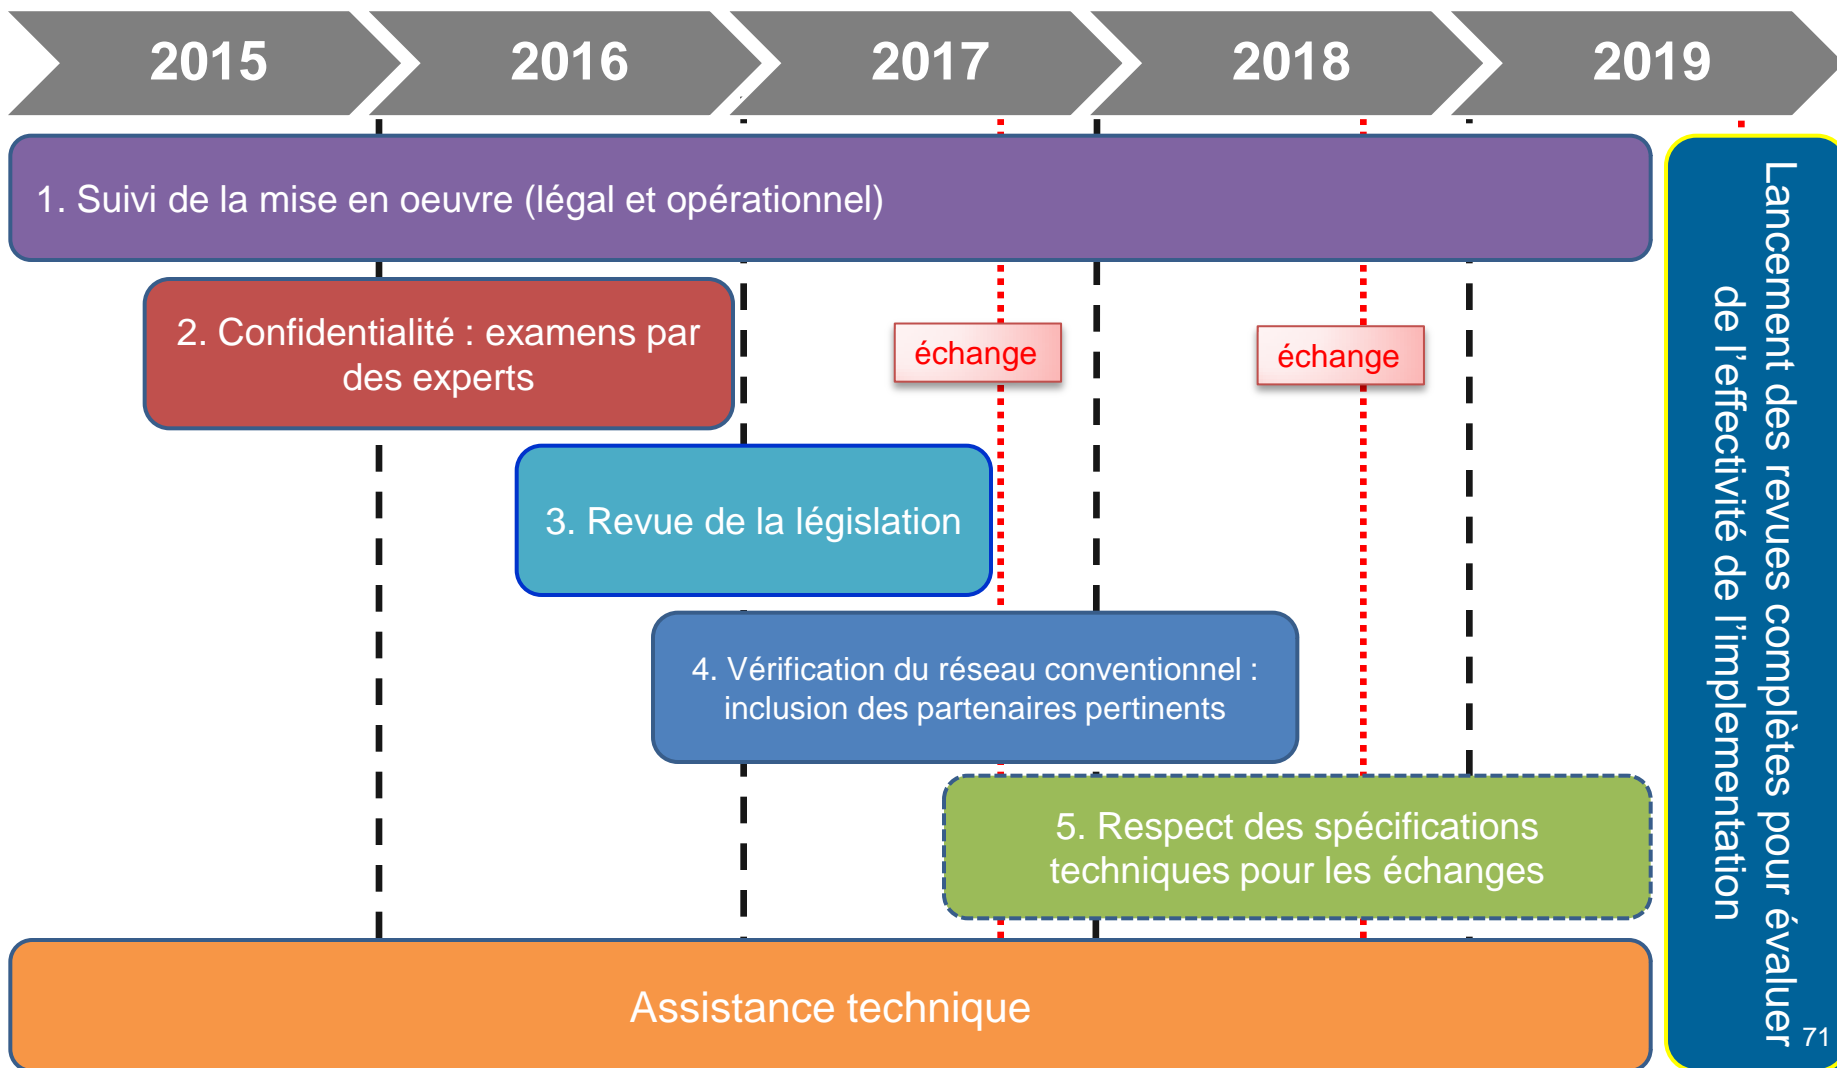 2015 2016 2017 2018 2019
1. Suivi de la mise en oeuvre (légal et opérationnel)
2. Confidentialité : examens par
des experts
échange
échange
3. Revue de la législation
4. Vérification du réseau conventionnel :
inclusion des partenaires pertinents
5. Respect des spécifications
techniques pour les échanges
Assistance technique
Lancement des revues complètes pour évaluer
de l'effectivité de l'implementation
71